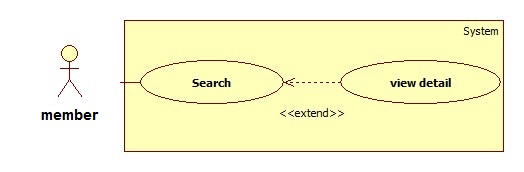 System
Search
view detail
<<extend>>
member